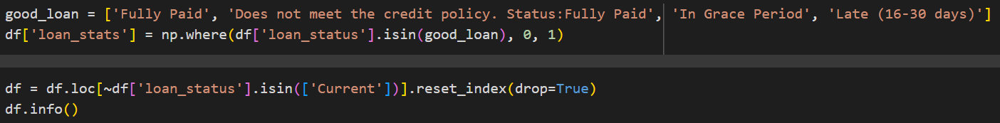 good_loan = ['Fully Paid', 'Does not meet the credit policy. Status:Fully Paid', 'In Grace Period', 'Late (16-30 days)']
df['loan_stats'] = np.where(df['loan_status'].isin(good_loan), 0, 1)
df = df.loc[~df['loan_status'].isin(['Current'])].reset_index(drop=True)
df.info()